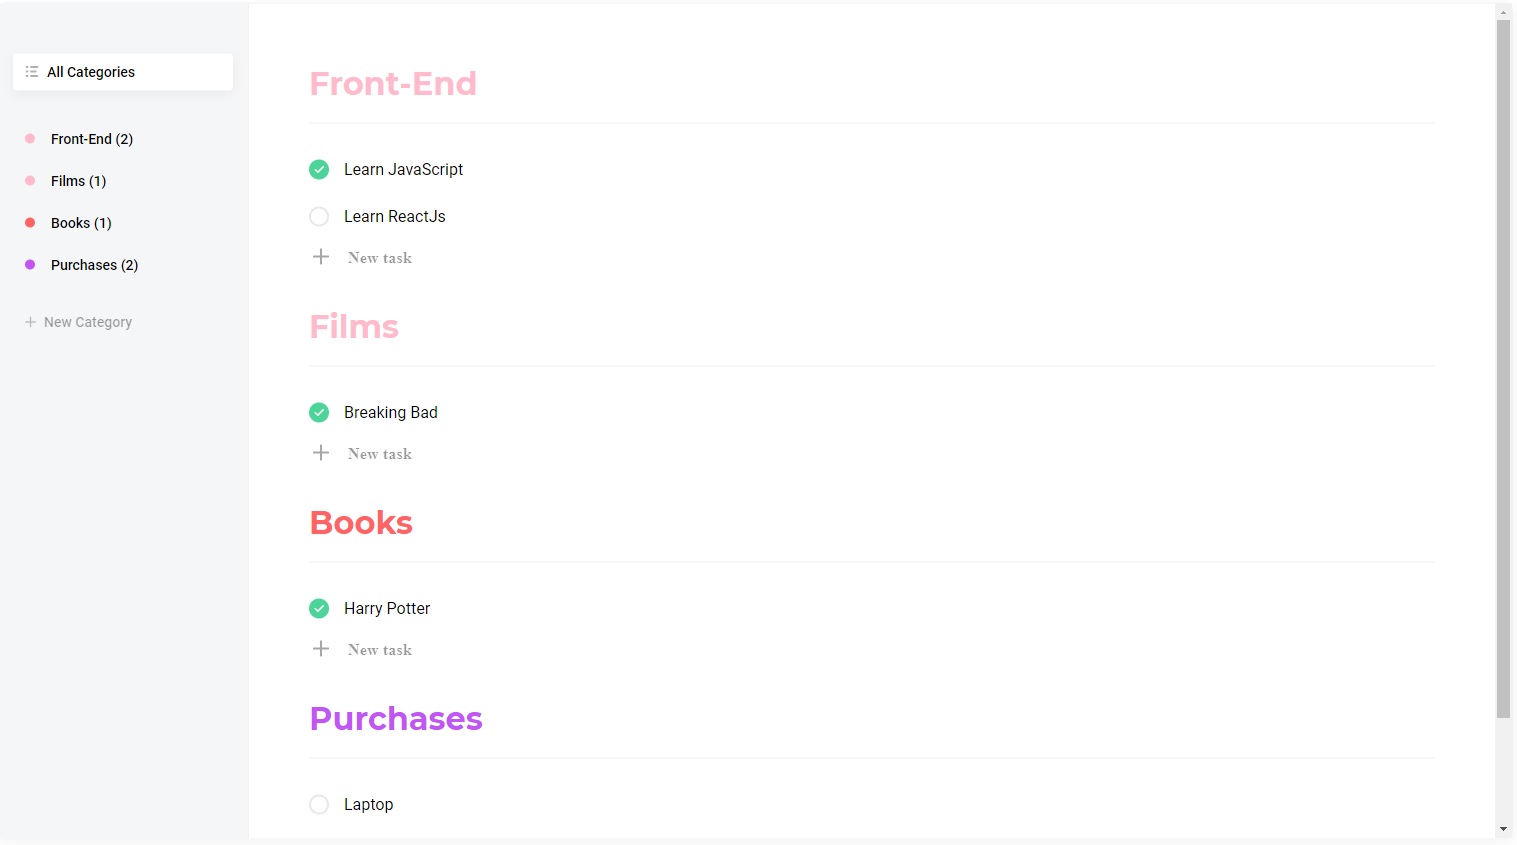 All Categories
Front-End (2)
Films (1)
Books (1)
Purchases (2)
New Category
Front-End
Learn JavaScript
Learn ReactJs
New task
Films
Breaking Bad
New task
Books
Harry Potter
New task
Purchases
Laptop